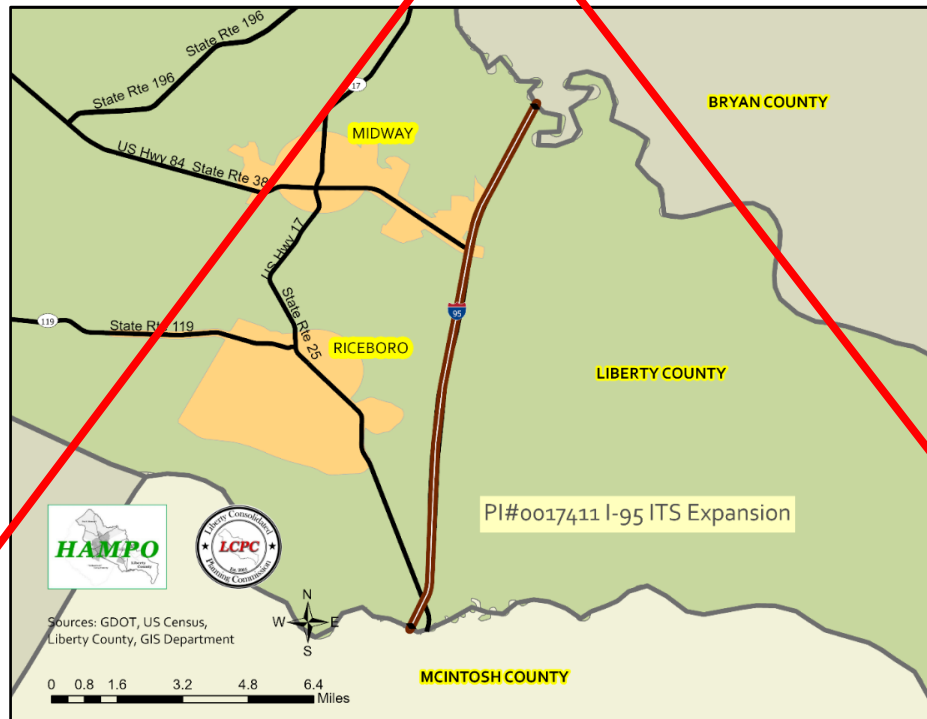 State Rte 196
State Rte 196
17
BRYAN COUNTY
MIDWAY
US Hwy 84 State Rte 38
US Hwy 17
95
119
State Rte 119
State Rte 25
RICEBORO
LIBERTY COUNTY
PI#0017411 I-95 ITS Expansion
HAMPO
Liberty
County
Liberty Consolidated
LCPC
Planning Commission
Sources: GDOT, US Census,
Liberty County, GIS Department
N
W E
S
MCINTOSH COUNTY
0 0.8 1.6 3.2 4.8 6.4
Miles